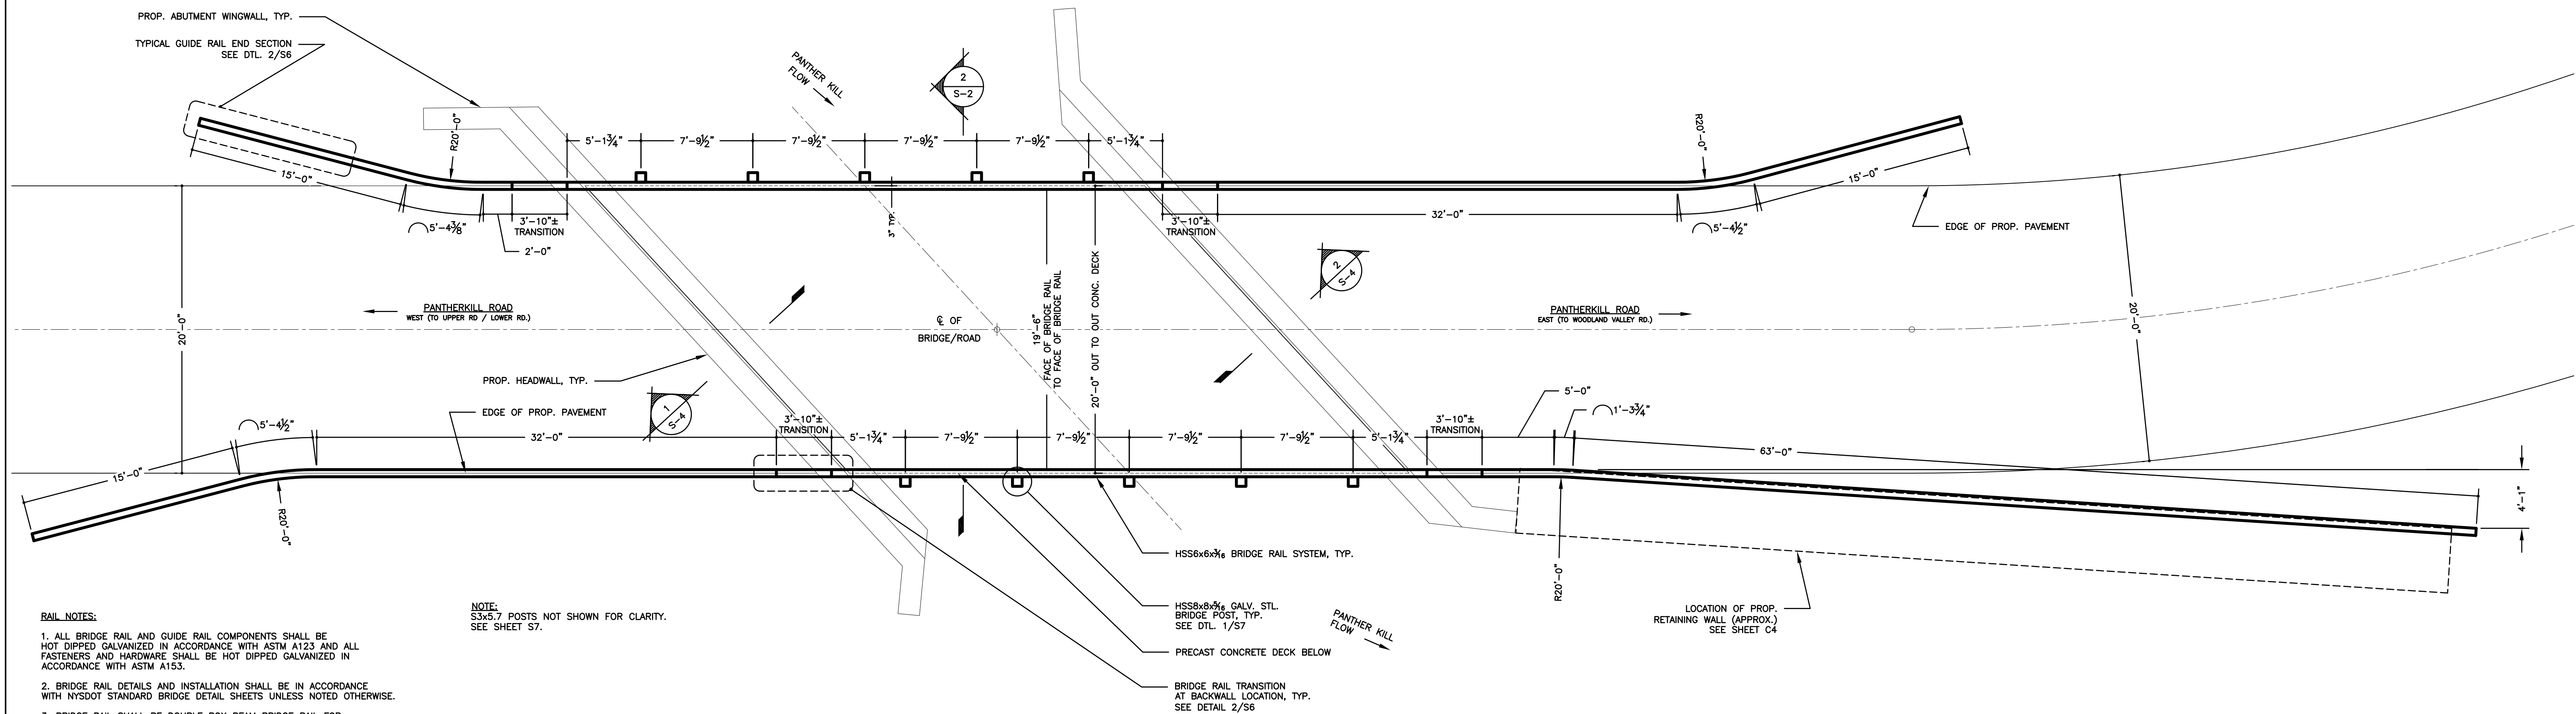 PROP. ABUTMENT WINGWALL, TYP.
TYPICAL GUIDE RAIL END SECTION
SEE DTL. 2/S6
PANTHER KILL
FLOW
2
S-2
R20'-0"
5'-1¾"
7'-9½"
7'-9½"
7'-9½"
7'-9½"
5'-1¾"
R20'-0"
15'-0"
5'-4⅜"
2'-0"
3'-10"±
TRANSITION
3" TYP.
3'-10"±
TRANSITION
32'-0"
5'-4½"
15'-0"
EDGE OF PROP. PAVEMENT
20'-0"
PANTHERKILL ROAD
WEST (TO UPPER RD / LOWER RD.)
℄ OF
BRIDGE/ROAD
19'-6"
FACE OF BRIDGE RAIL
TO FACE OF BRIDGE RAIL
20'-0" OUT TO OUT CONC. DECK
2
S-4
PANTHERKILL ROAD
EAST (TO WOODLAND VALLEY RD.)
20'-0"
PROP. HEADWALL, TYP.
EDGE OF PROP. PAVEMENT
1
S-4
15'-0"
5'-4½"
32'-0"
3'-10"±
TRANSITION
5'-1¾"
7'-9½"
7'-9½"
7'-9½"
7'-9½"
5'-1¾"
3'-10"±
TRANSITION
5'-0"
1'-3¾"
63'-0"
4'-1"
R20'-0"
R20'-0"
HSS6x6x3/16 BRIDGE RAIL SYSTEM, TYP.
HSS8x8x5/16 GALV. STL.
BRIDGE POST, TYP.
SEE DTL. 1/S7
PRECAST CONCRETE DECK BELOW
BRIDGE RAIL TRANSITION
AT BACKWALL LOCATION, TYP.
SEE DETAIL 2/S6
PANTHER KILL
FLOW
LOCATION OF PROP.
RETAINING WALL (APPROX.)
SEE SHEET C4
NOTE:
S3x5.7 POSTS NOT SHOWN FOR CLARITY.
SEE SHEET S7.
RAIL NOTES:
1. ALL BRIDGE RAIL AND GUIDE RAIL COMPONENTS SHALL BE
HOT DIPPED GALVANIZED IN ACCORDANCE WITH ASTM A123 AND ALL
FASTENERS AND HARDWARE SHALL BE HOT DIPPED GALVANIZED IN
ACCORDANCE WITH ASTM A153.
2. BRIDGE RAIL DETAILS AND INSTALLATION SHALL BE IN ACCORDANCE
WITH NYSDOT STANDARD BRIDGE DETAIL SHEETS UNLESS NOTED OTHERWISE.
3. BRIDGE RAIL SHALL BE DOUBLE BOX BEAM BRIDGE RAIL FOR